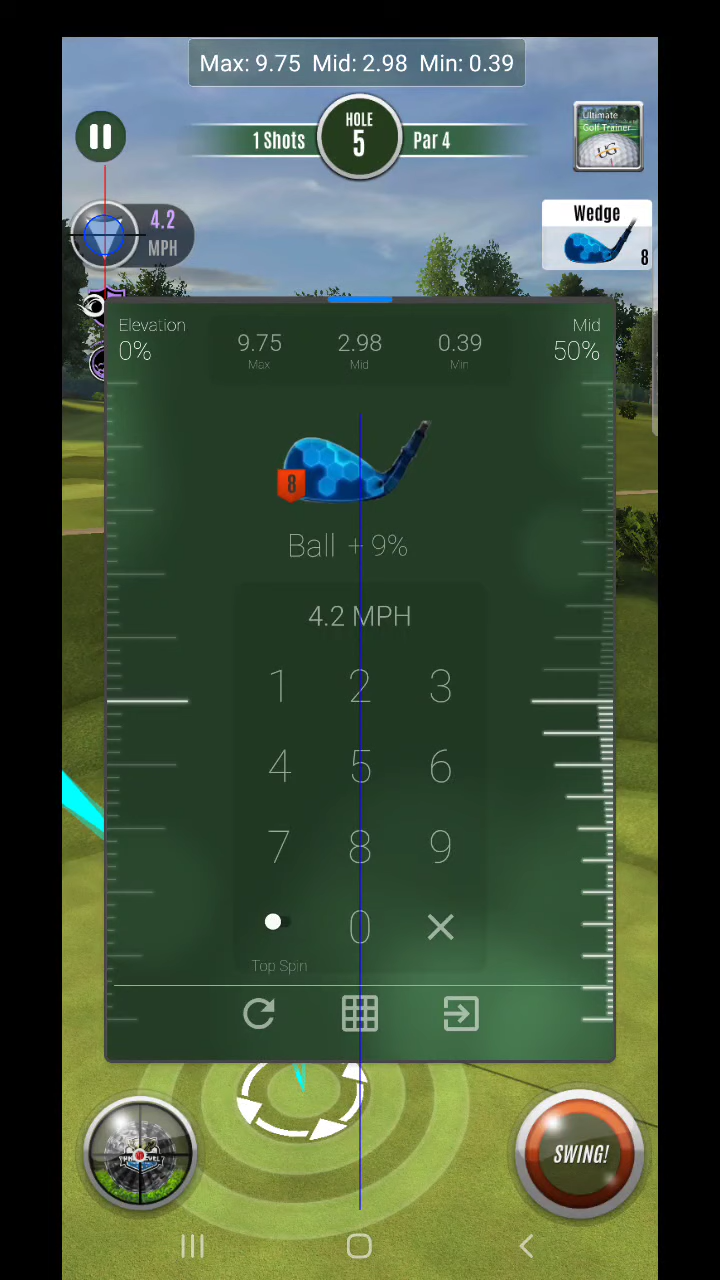 Max: 9.75 Mid: 2.98 Min: 0.39
1 Shots
HOLE
5
Par 4
Ultimate
Golf Trainer
UG
4.2
MPH
Wedge
8
Elevation
0%
9.75
Max
2.98
Mid
0.39
Min
Mid
50%
8
Ball + 9%
4.2 MPH
1 2 3
4 5 6
7 8 9
0
Top Spin
SWING!